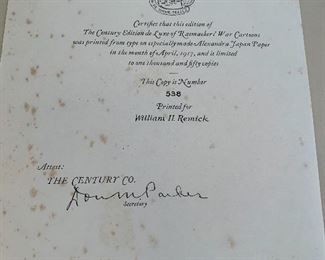 Certifies that this edition of
The Century Edition de Luxe of Raemaekers' War Cartoons
was printed from type on especially made Alexandra Japan Paper
in the month of April, 1917, and is limited
to one thousand and fifty copies
This Copy is Number
538
Printed for
William H. Remick
Attest:
THE CENTURY CO.
Secretary